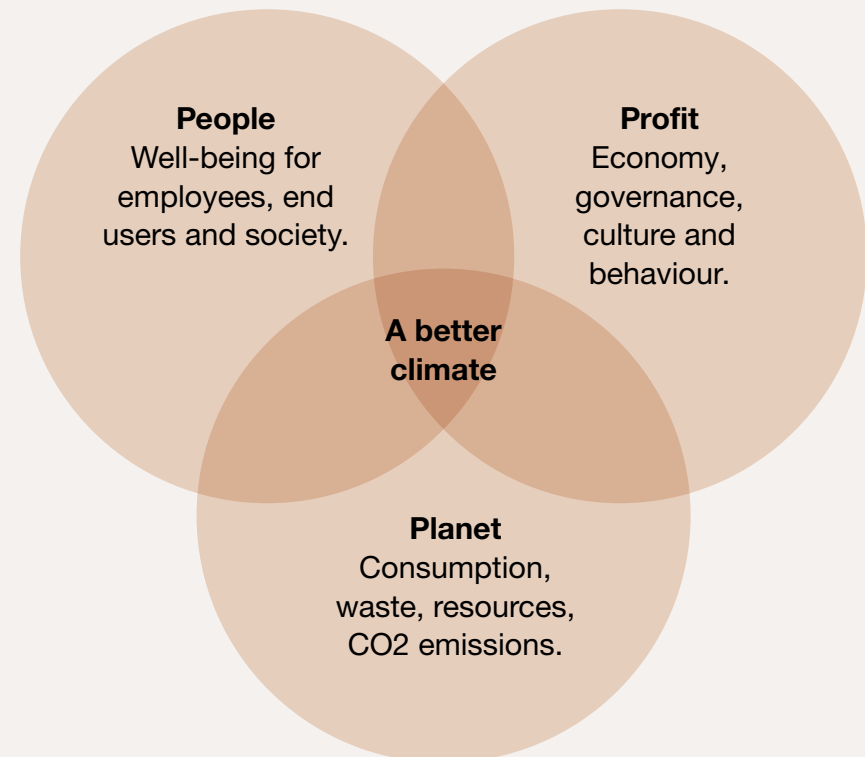 People
Well-being for
employees, end
users and society.
Profit
Economy,
governance,
culture and
behaviour.
A better
climate
Planet
Consumption,
waste, resources,
CO2 emissions.